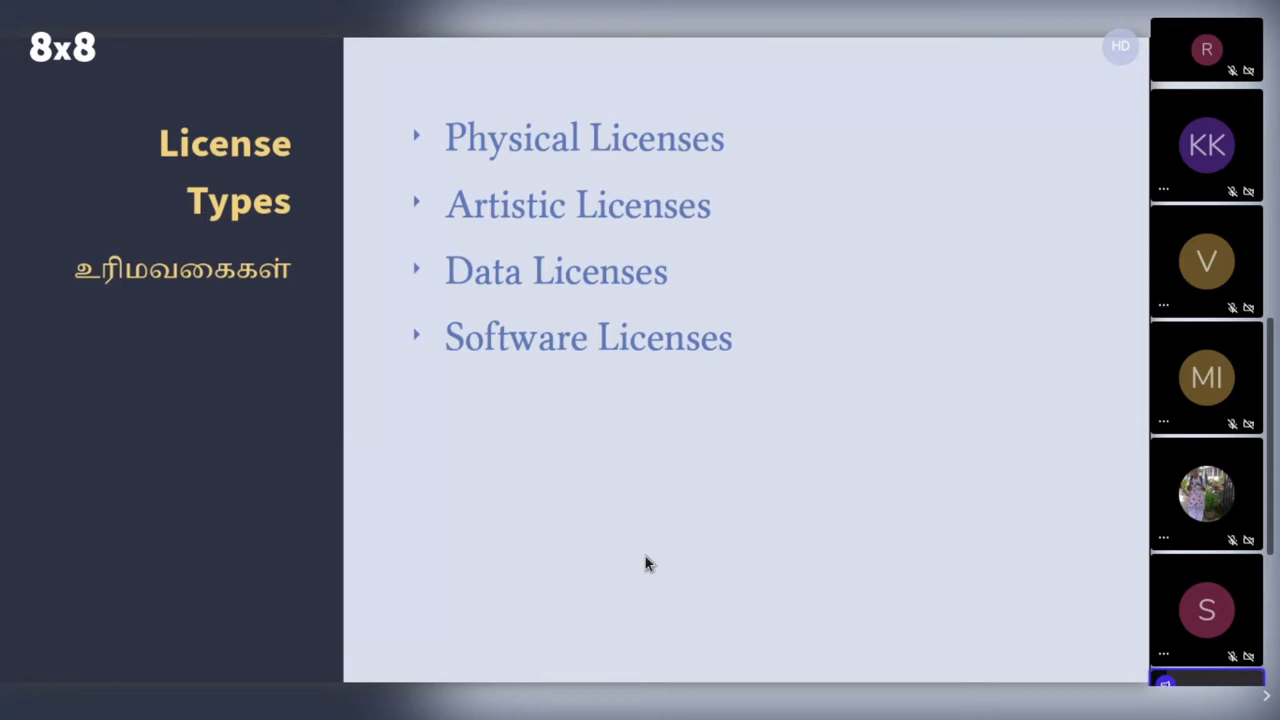 8x8
License
Types
உரிமவகைகள்
Physical Licenses
Artistic Licenses
Data Licenses
Software Licenses
HD
R
KK
V
MI
S